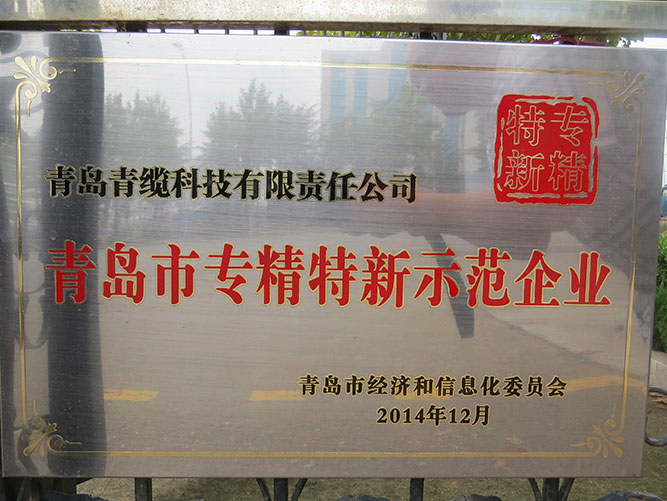 专精
特新
青岛青缆科技有限责任公司
青岛市专精特新示范企业
青岛市经济和信息化委员会
2014年12月